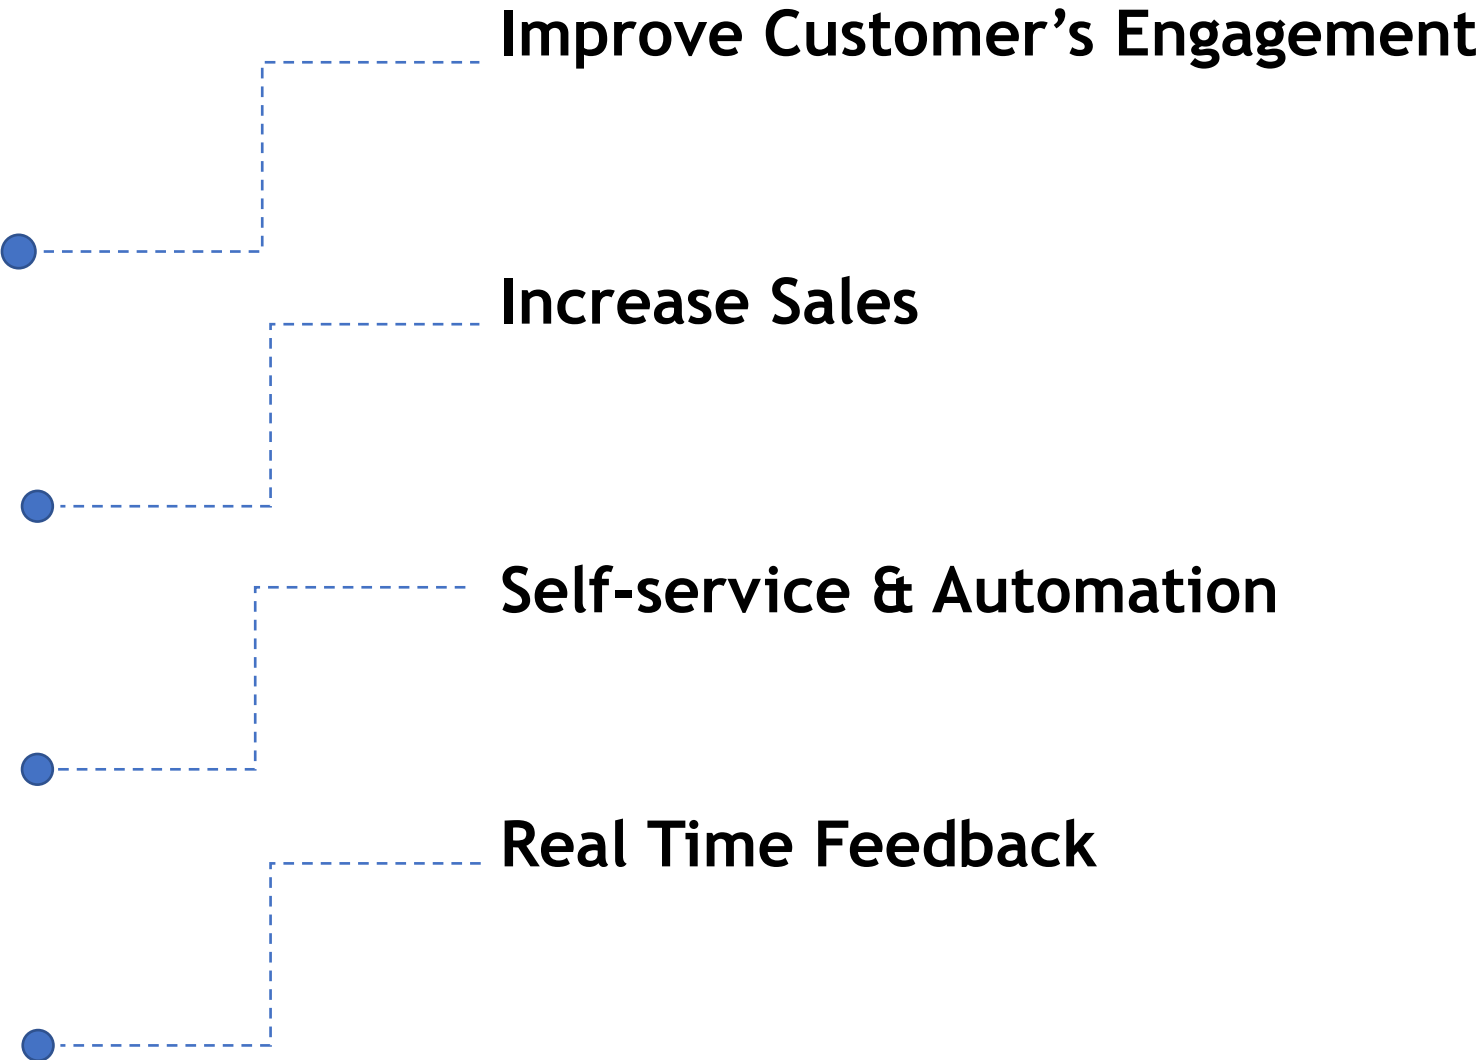 Improve Customer’s Engagement
Increase Sales
Self-service & Automation
Real Time Feedback